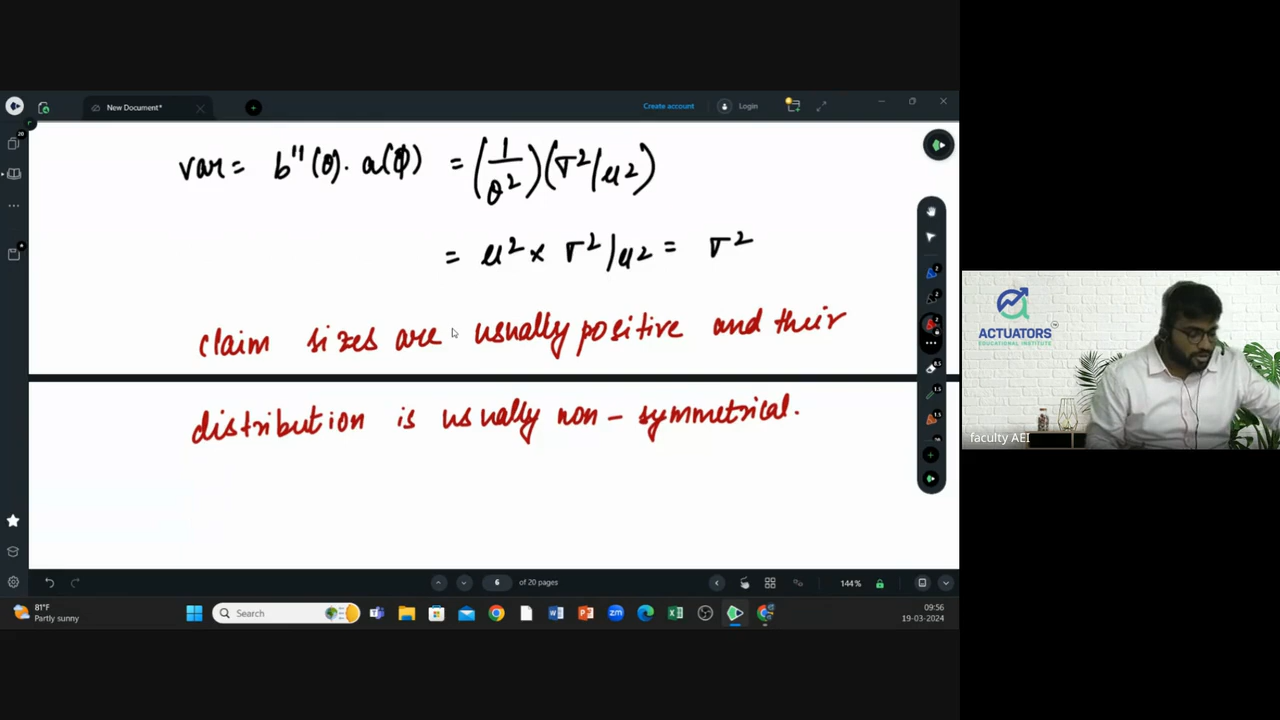 New Document*
Create account
Login
var = b''(θ). a(ϕ) = (1/θ²)(σ²/μ²)
= μ² × σ²/μ² = σ²
claim sizes are usually positive and their
distribution is usually non - symmetrical.
ACTUATORS
EDUCATIONAL INSTITUTE
faculty AEI
6 of 20 pages
144%
81°F
Partly sunny
Search
09:56
19-03-2024